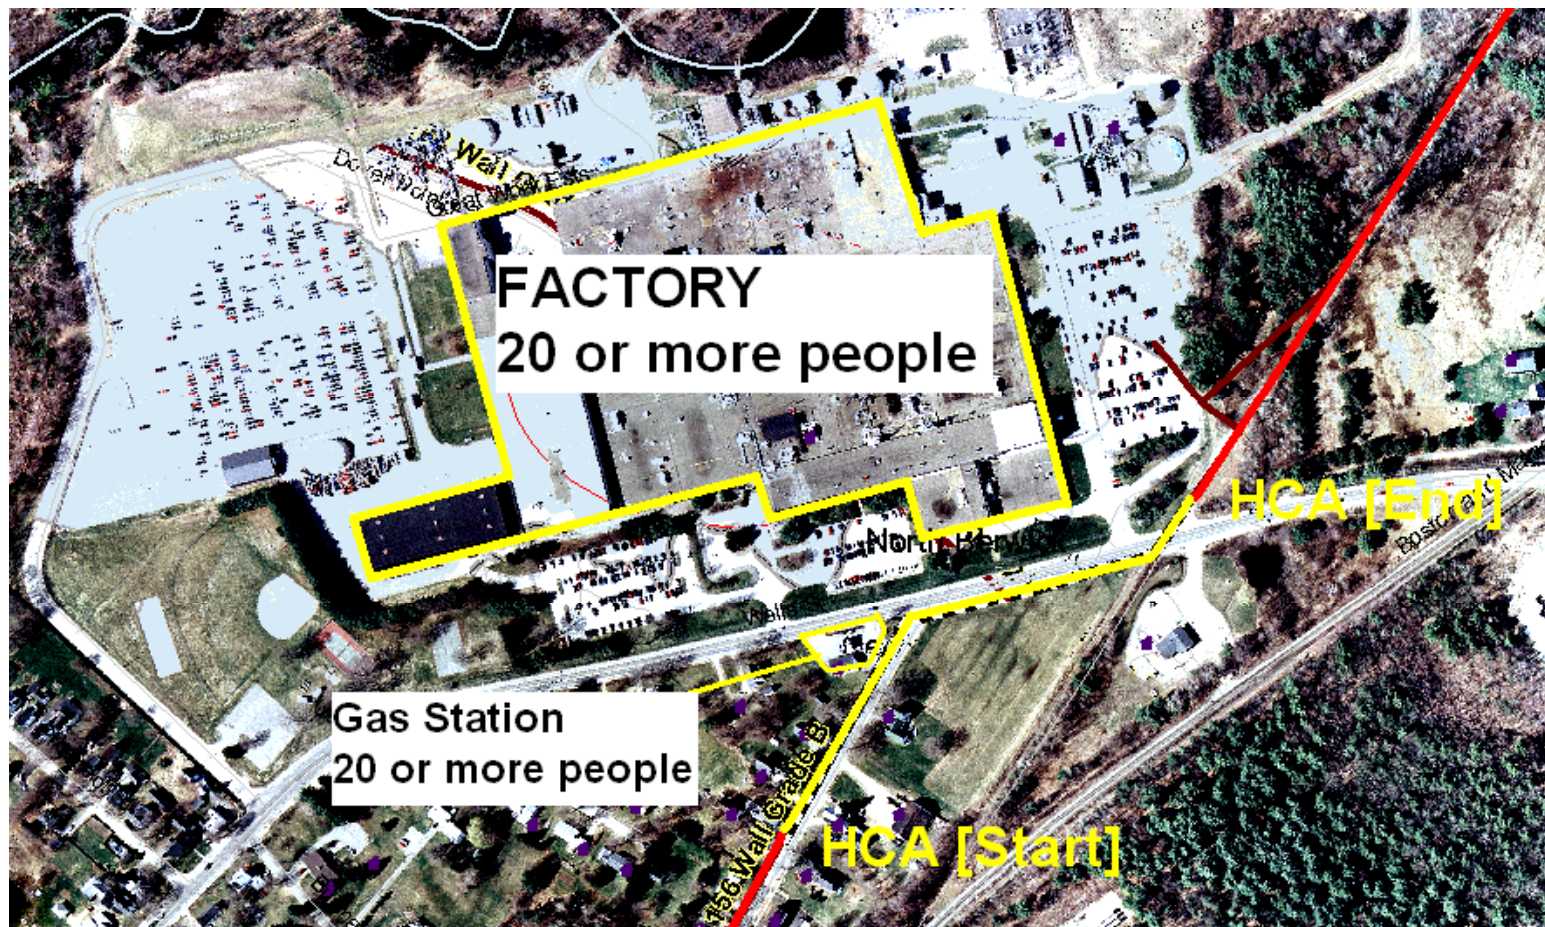 Wall
FACTORY
20 or more people
HCA [End]
North Berwick
Gas Station
20 or more people
156 Wall Grade B
HCA [Start]